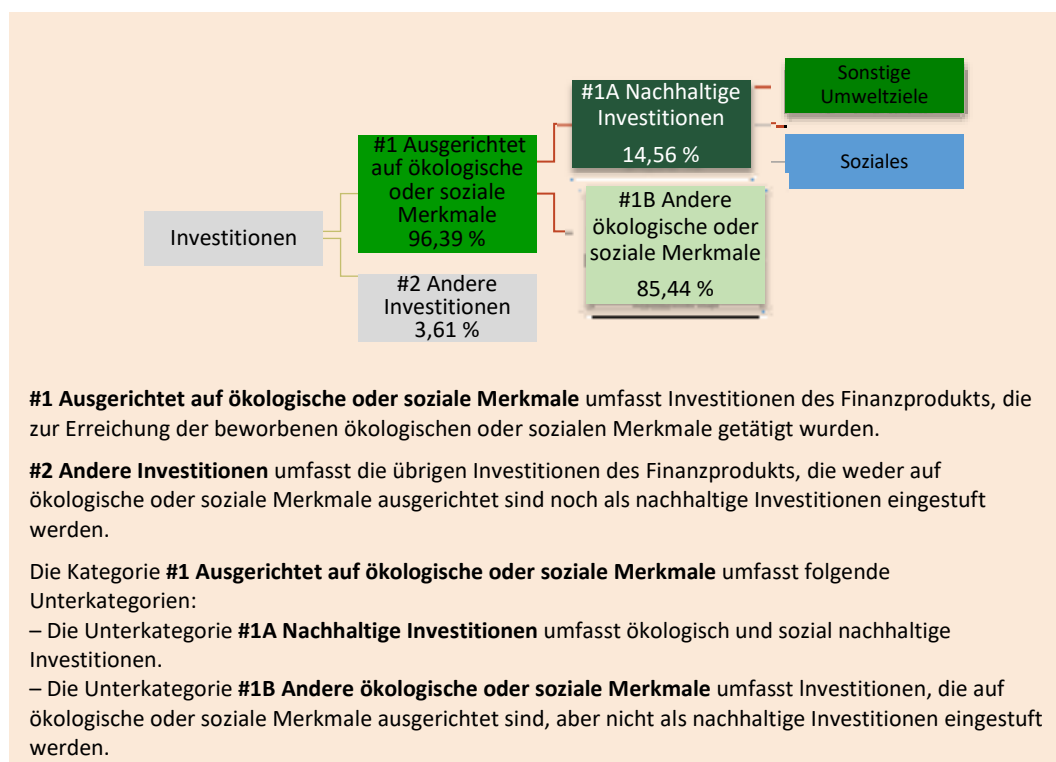 Investitionen
#1 Ausgerichtet
auf ökologische
oder soziale
Merkmale
96,39 %
#2 Andere
Investitionen
3,61 %
#1A Nachhaltige
Investitionen
14,56 %
#1B Andere
ökologische oder
soziale Merkmale
85,44 %
Sonstige
Umweltziele
Soziales
#1 Ausgerichtet auf ökologische oder soziale Merkmale umfasst Investitionen des Finanzprodukts, die
zur Erreichung der beworbenen ökologischen oder sozialen Merkmale getätigt wurden.
#2 Andere Investitionen umfasst die übrigen Investitionen des Finanzprodukts, die weder auf
ökologische oder soziale Merkmale ausgerichtet sind noch als nachhaltige Investitionen eingestuft
werden.
Die Kategorie #1 Ausgerichtet auf ökologische oder soziale Merkmale umfasst folgende
Unterkategorien:
– Die Unterkategorie #1A Nachhaltige Investitionen umfasst ökologisch und sozial nachhaltige
Investitionen.
– Die Unterkategorie #1B Andere ökologische oder soziale Merkmale umfasst lnvestitionen, die auf
ökologische oder soziale Merkmale ausgerichtet sind, aber nicht als nachhaltige Investitionen eingestuft
werden.